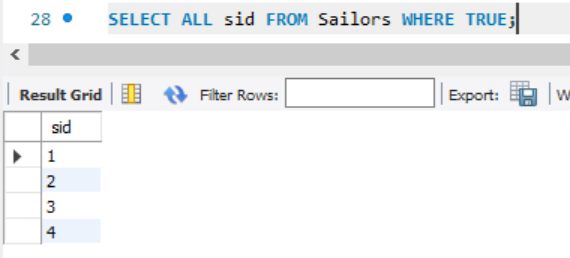 28 SELECT ALL sid FROM Sailors WHERE TRUE;
Result Grid Filter Rows: Export: W
sid
1
2
3
4